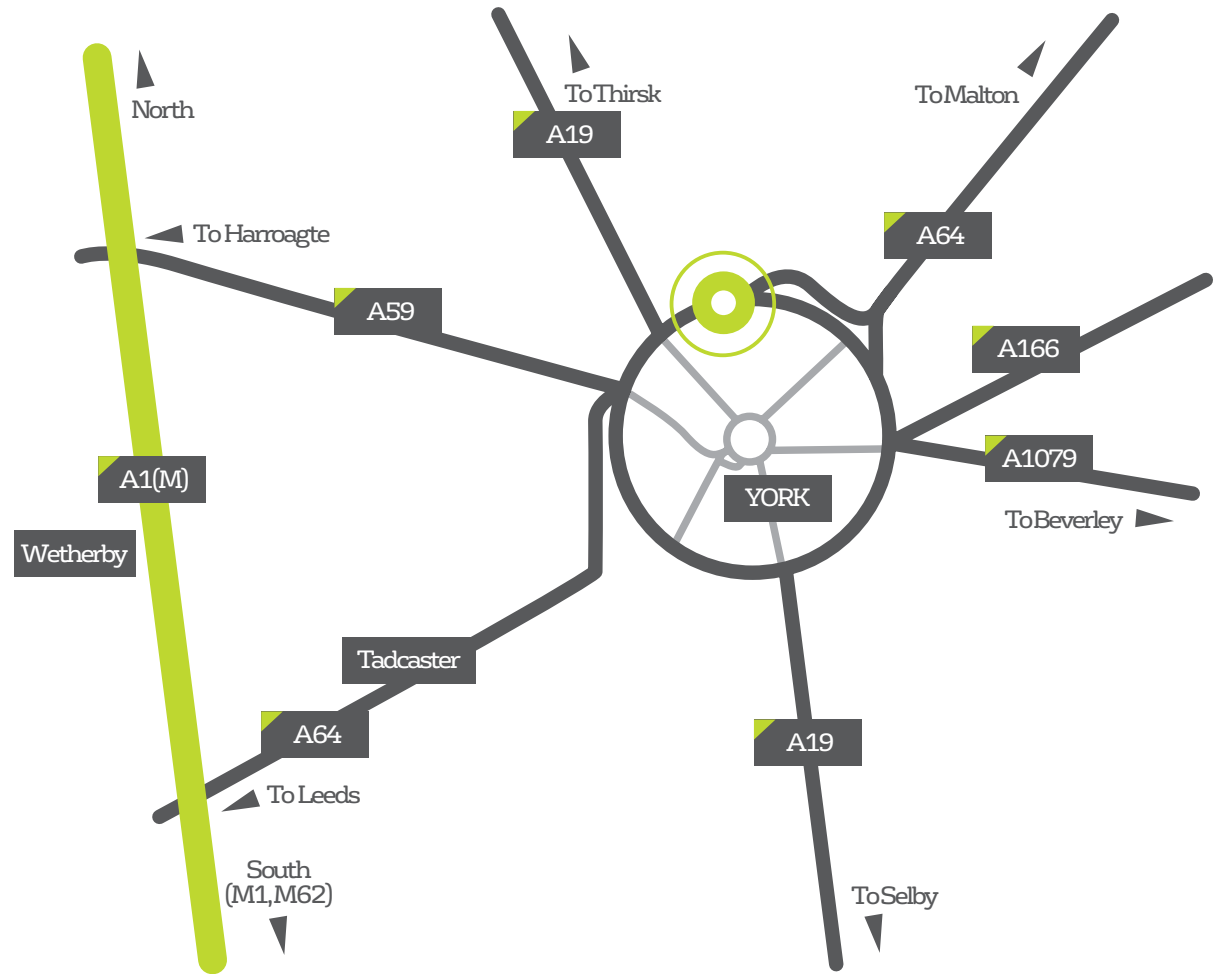 North
To Thirsk
To Malton
A19
To Harroagte
A64
A59
A166
A1079
A1(M)
YORK
To Beverley
Wetherby
Tadcaster
A64
A19
To Leeds
South
(M1,M62)
To Selby